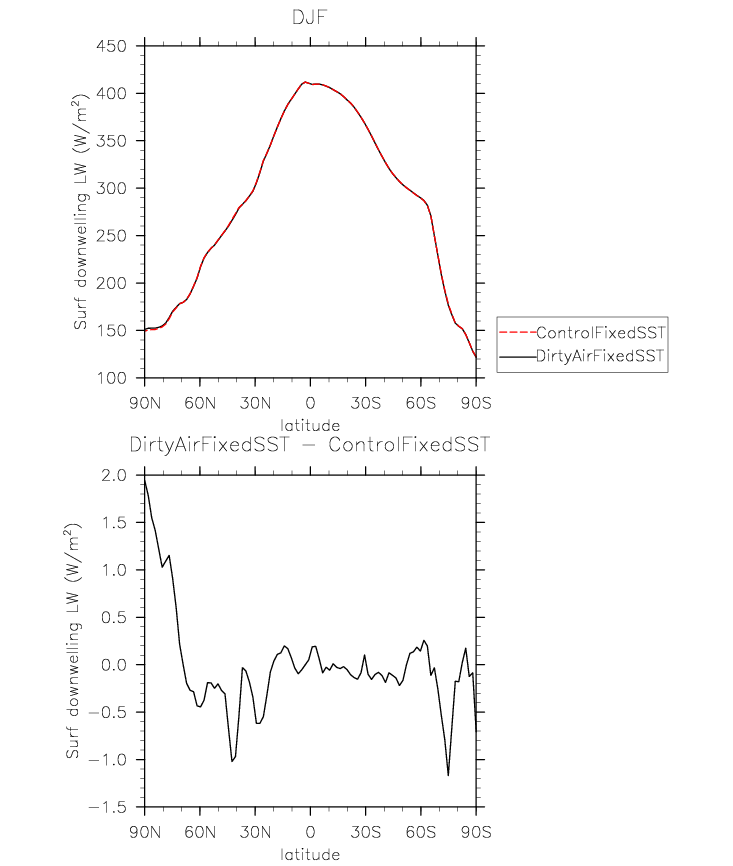 DJF
450
400
350
300
250
200
150
100
Surf downwelling LW (W/m²)
90N 60N 30N 0 30S 60S 90S
latitude
ControlFixedSST
DirtyAirFixedSST
DirtyAirFixedSST − ControlFixedSST
2.0
1.5
1.0
0.5
0.0
−0.5
−1.0
−1.5
Surf downwelling LW (W/m²)
90N 60N 30N 0 30S 60S 90S
latitude